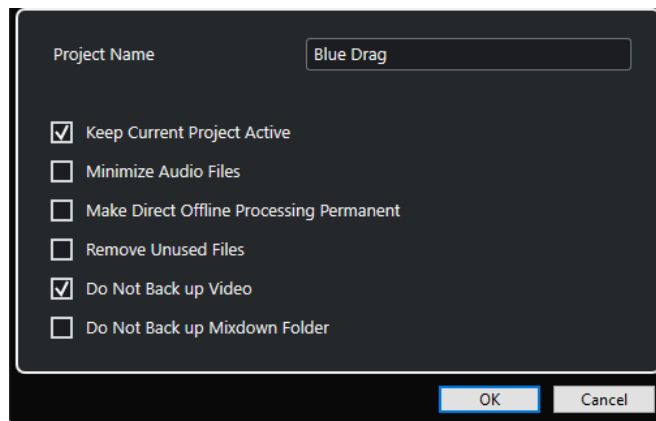 Project Name
Blue Drag
Keep Current Project Active
Minimize Audio Files
Make Direct Offline Processing Permanent
Remove Unused Files
Do Not Back up Video
Do Not Back up Mixdown Folder
OK
Cancel